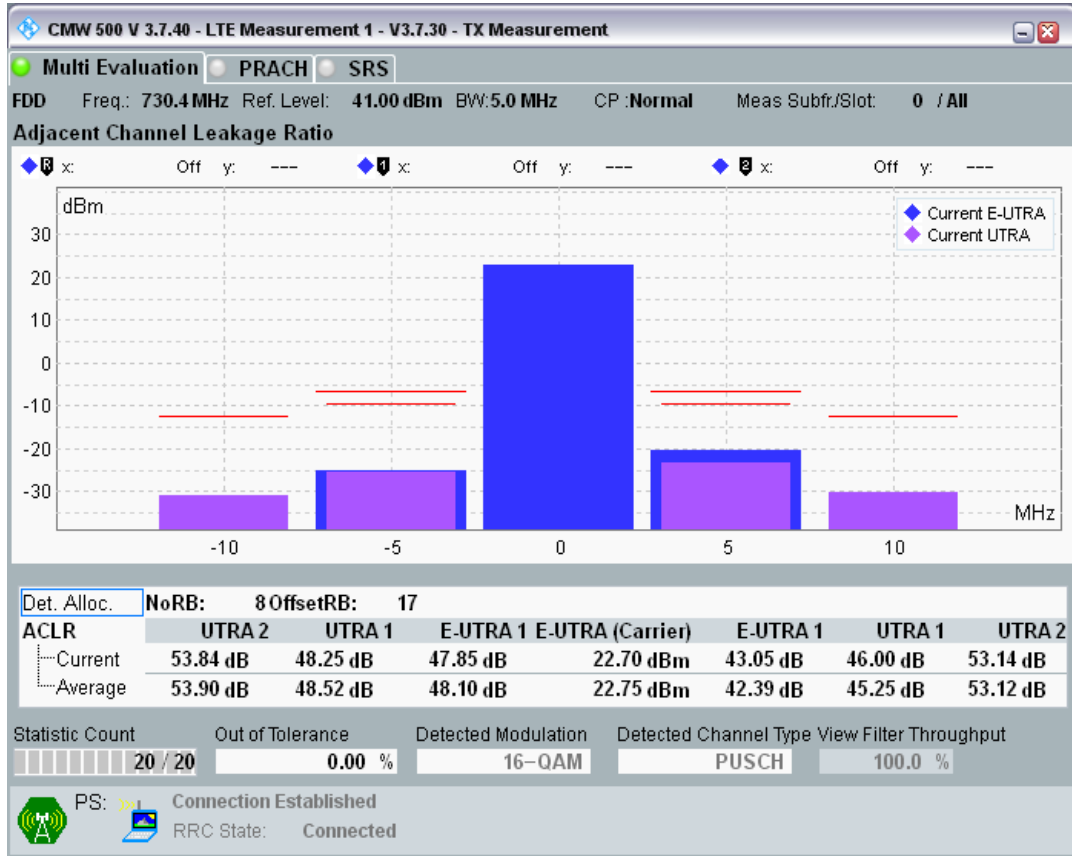 CMW 500 V 3.7.40 - LTE Measurement 1 - V3.7.30 - TX Measurement
Multi Evaluation PRACH SRS
FDD Freq.: 730.4 MHz Ref. Level: 41.00 dBm BW:5.0 MHz CP :Normal Meas Subfr./Slot: 0 / All
Adjacent Channel Leakage Ratio
R x: Off y: --- 1 x: Off y: --- 2 x: Off y: ---
dBm
Current E-UTRA
Current UTRA
30
20
10
0
-10
-20
-30
MHz
-10 -5 0 5 10
Det. Alloc. NoRB: 8 OffsetRB: 17
ACLR UTRA 2 UTRA 1 E-UTRA 1 E-UTRA (Carrier) E-UTRA 1 UTRA 1 UTRA 2
Current 53.84 dB 48.25 dB 47.85 dB 22.70 dBm 43.05 dB 46.00 dB 53.14 dB
Average 53.90 dB 48.52 dB 48.10 dB 22.75 dBm 42.39 dB 45.25 dB 53.12 dB
Statistic Count Out of Tolerance Detected Modulation Detected Channel Type View Filter Throughput
20 / 20 0.00 % 16-QAM PUSCH 100.0 %
PS: Connection Established
RRC State: Connected